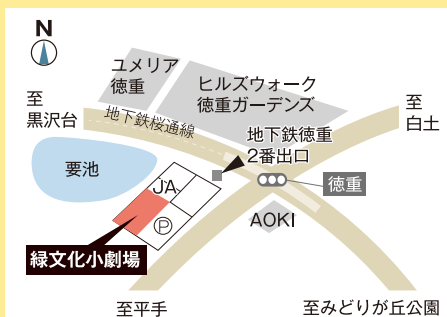 N
ユメリア
徳重
ヒルズウォーク
徳重ガーデンズ
至
黒沢台
地下鉄桜通線
至
白土
地下鉄徳重
2番出口
要池
JA
徳重
P
AOKI
緑文化小劇場
至平手
至みどりが丘公園